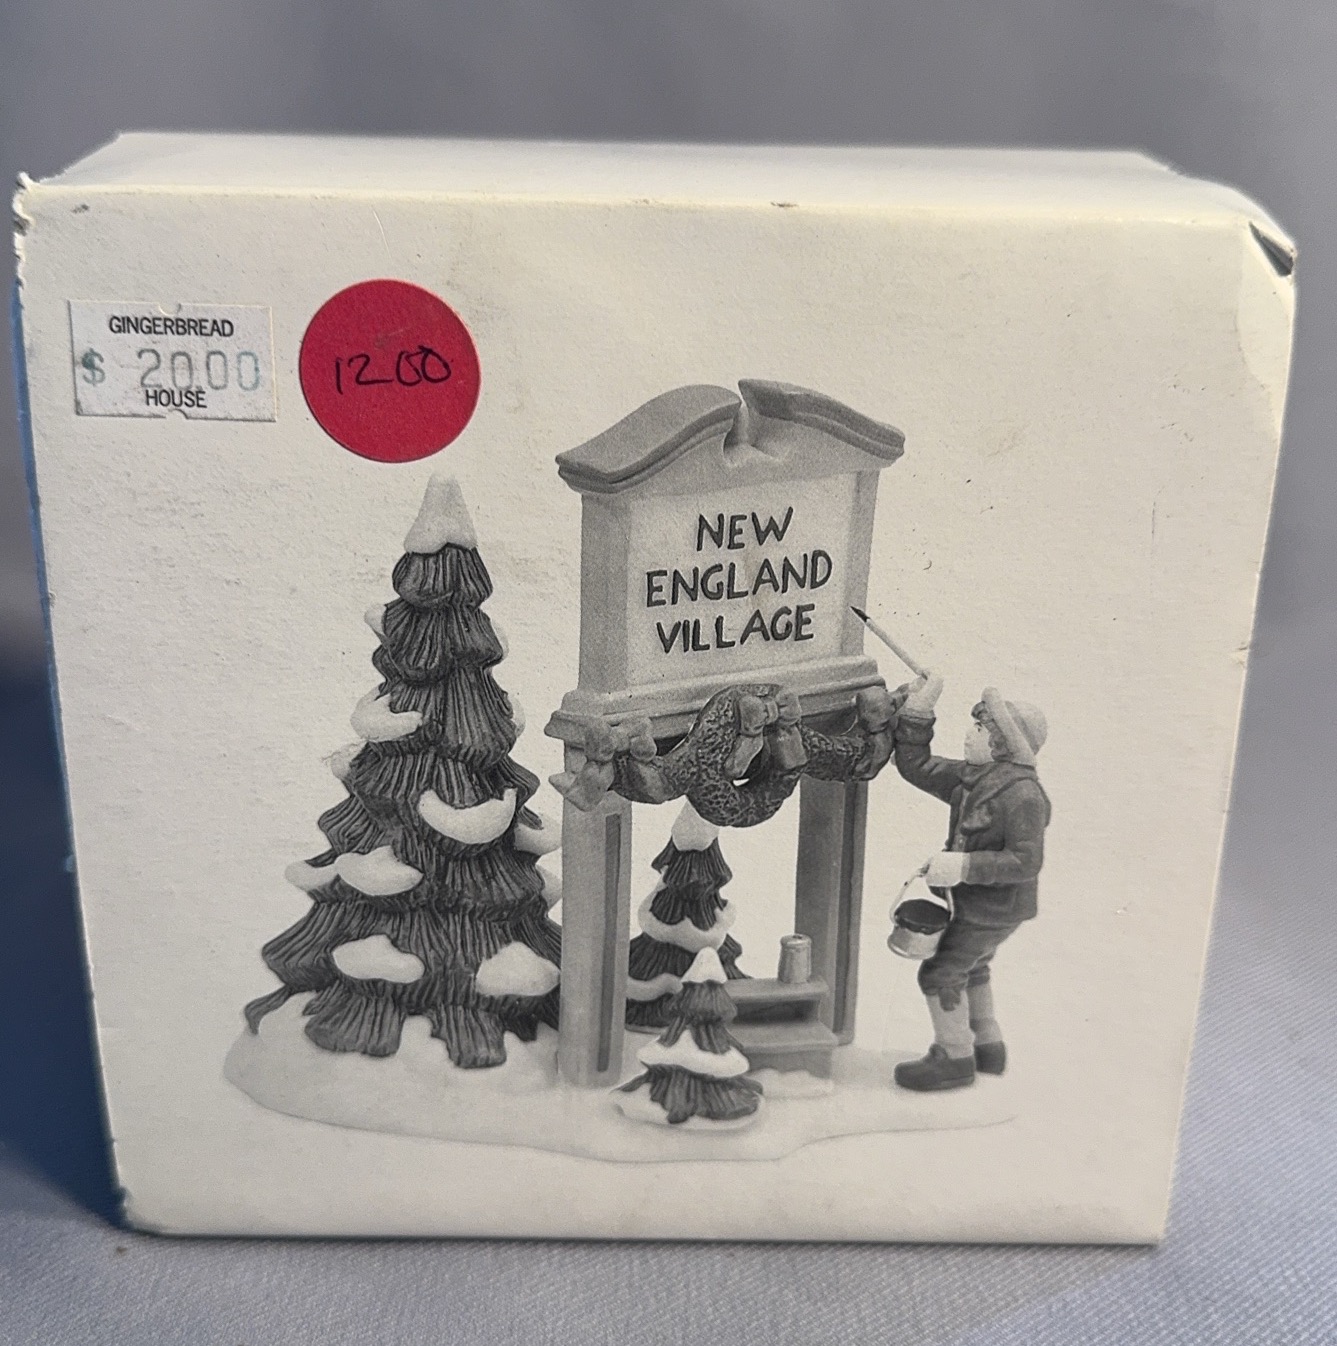 GINGERBREAD
$ 20.00
HOUSE
12 00
NEW
ENGLAND
VILLAGE